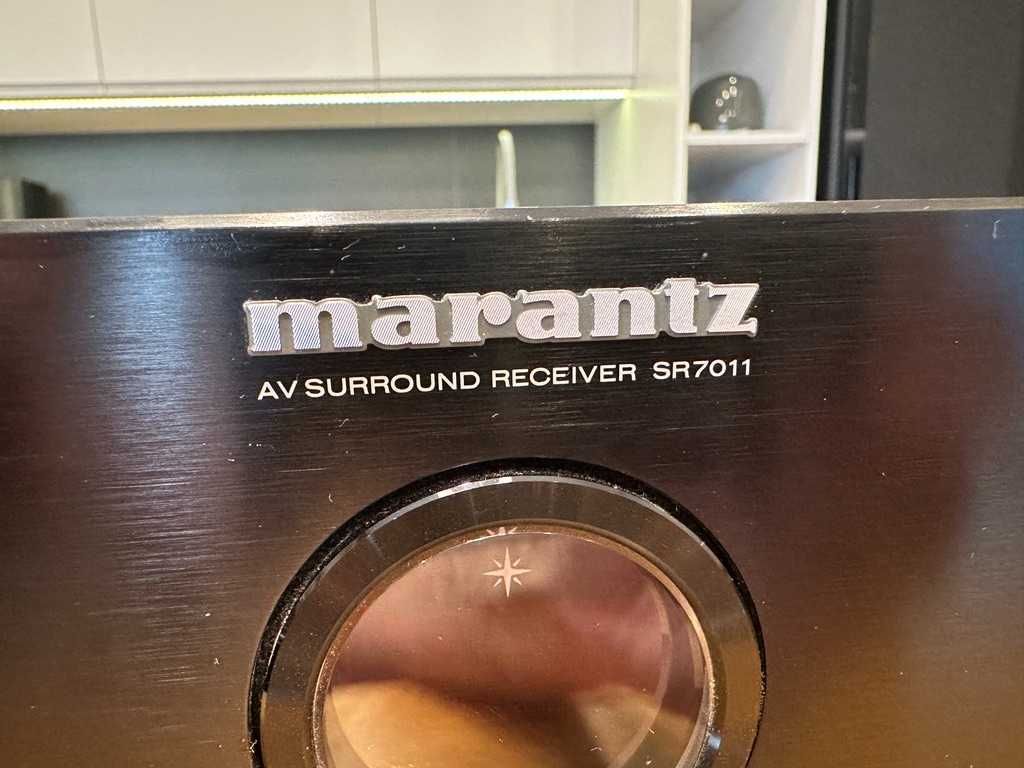 marantz
AV SURROUND RECEIVER SR7011